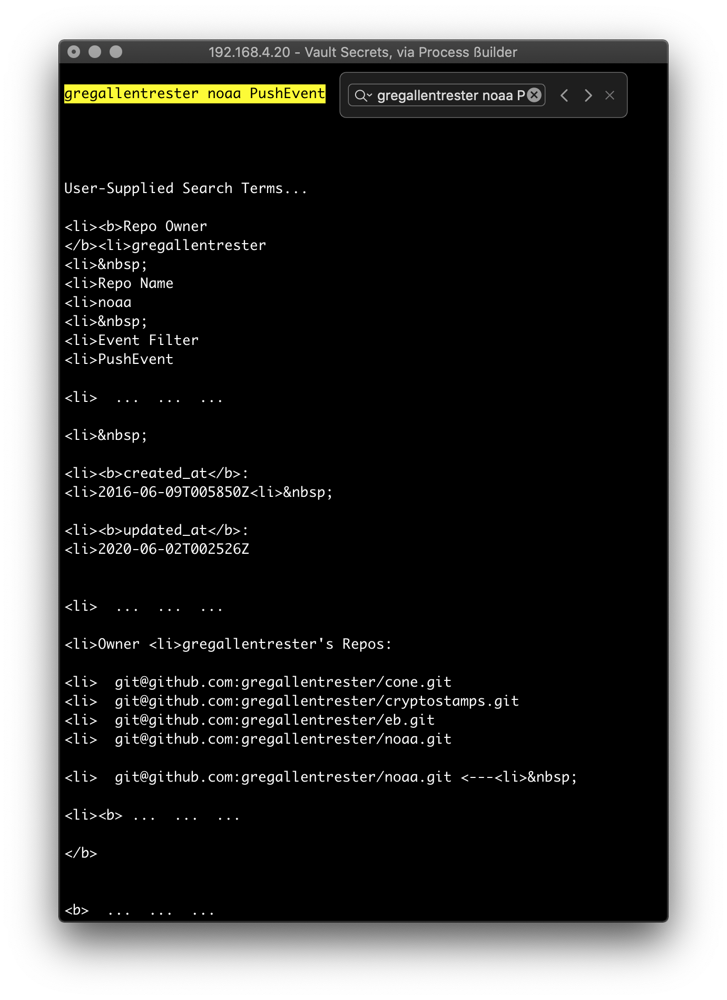 192.168.4.20 - Vault Secrets, via Process ßuilder
gregallentrester noaa PushEvent
gregallentrester noaa P
User-Supplied Search Terms...
<li><b>Repo Owner
</b><li>gregallentrester
<li>&nbsp;
<li>Repo Name
<li>noaa
<li>&nbsp;
<li>Event Filter
<li>PushEvent
<li>  ...  ...  ...
<li>&nbsp;
<li><b>created_at</b>:
<li>2016-06-09T005850Z<li>&nbsp;
<li><b>updated_at</b>:
<li>2020-06-02T002526Z
<li>  ...  ...  ...
<li>Owner <li>gregallentrester's Repos:
<li>  git@github.com:gregallentrester/cone.git
<li>  git@github.com:gregallentrester/cryptostamps.git
<li>  git@github.com:gregallentrester/eb.git
<li>  git@github.com:gregallentrester/noaa.git
<li>  git@github.com:gregallentrester/noaa.git <---<li>&nbsp;
<li><b> ...  ...  ...
</b>
<b>  ...  ...  ...